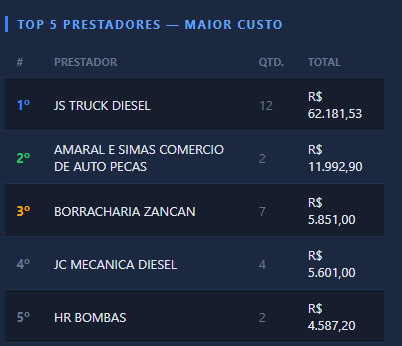 TOP 5 PRESTADORES — MAIOR CUSTO
# PRESTADOR QTD. TOTAL
1º JS TRUCK DIESEL 12 R$ 62.181,53
2º AMARAL E SIMAS COMERCIO DE AUTO PECAS 2 R$ 11.992,90
3º BORRACHARIA ZANCAN 7 R$ 5.851,00
4º JC MECANICA DIESEL 4 R$ 5.601,00
5º HR BOMBAS 2 R$ 4.587,20